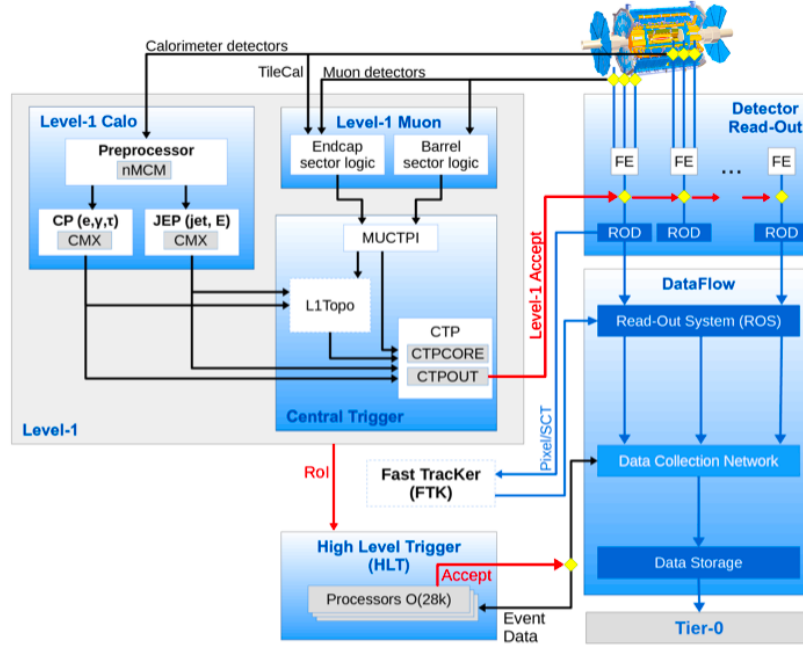 Calorimeter detectors
TileCal
Muon detectors
Level-1 Calo
Preprocessor
nMCM
CP (e,γ,τ)
CMX
JEP (jet, E)
CMX
Level-1 Muon
Endcap
sector logic
Barrel
sector logic
MUCTPI
L1Topo
CTP
CTPCORE
CTPOUT
Central Trigger
Level-1
Level-1 Accept
Detector
Read-Out
FE
FE
...
FE
ROD
ROD
ROD
DataFlow
Read-Out System (ROS)
Data Collection Network
Data Storage
Tier-0
Pixel/SCT
RoI
Fast TracKer
(FTK)
High Level Trigger
(HLT)
Accept
Processors O(28k)
Event
Data